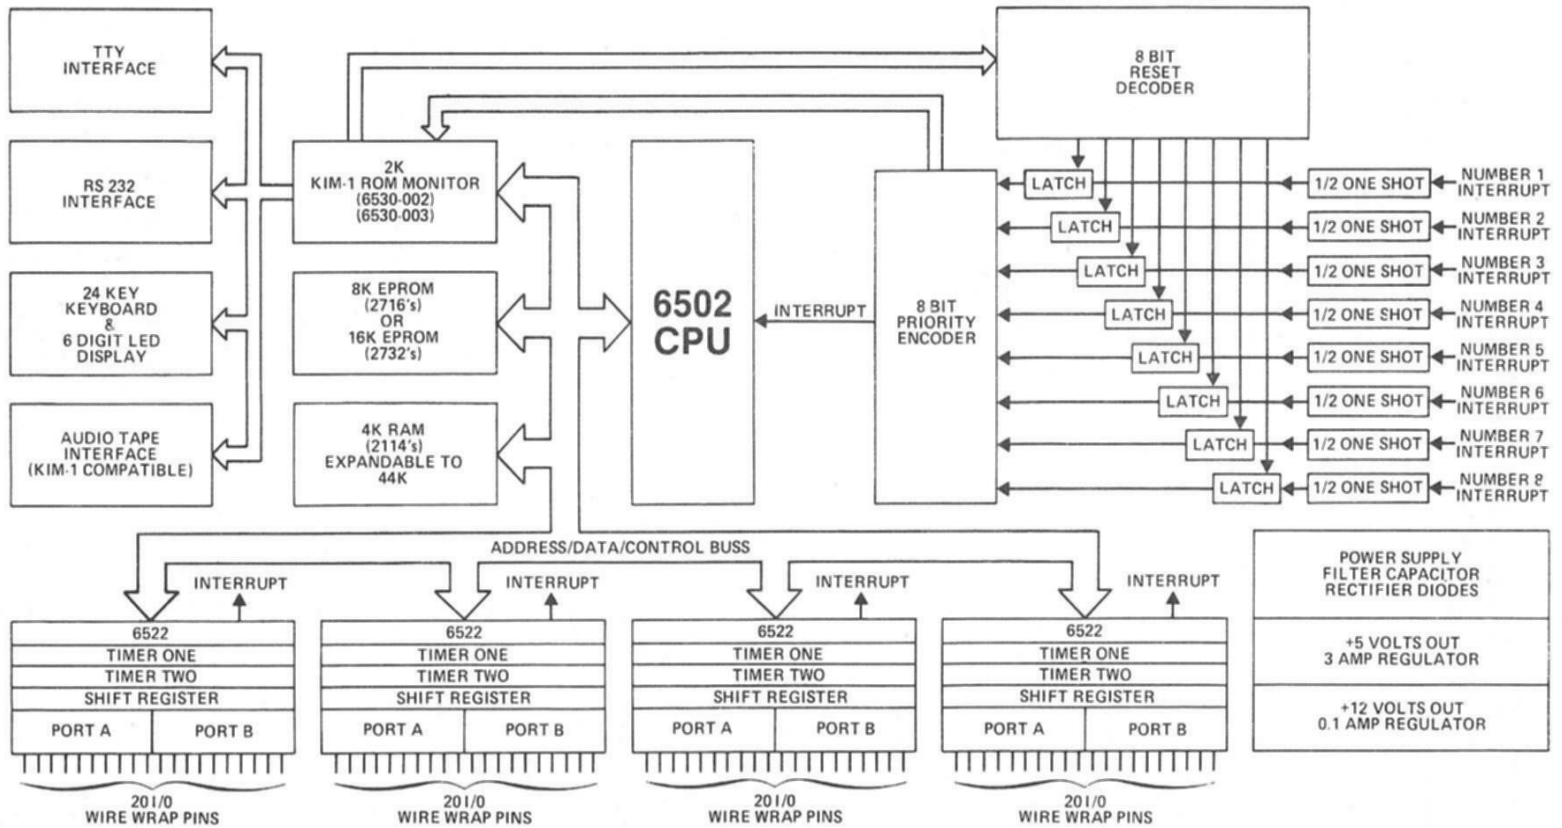 TTY
INTERFACE
RS 232
INTERFACE
24 KEY
KEYBOARD
&
6 DIGIT LED
DISPLAY
AUDIO TAPE
INTERFACE
(KIM-1 COMPATIBLE)
2K
KIM-1 ROM MONITOR
(6530-002)
(6530-003)
8K EPROM
(2716's)
OR
16K EPROM
(2732's)
4K RAM
(2114's)
EXPANDABLE TO
44K
6502
CPU
INTERRUPT
8 BIT
PRIORITY
ENCODER
8 BIT
RESET
DECODER
LATCH
1/2 ONE SHOT
NUMBER 1
INTERRUPT
LATCH
1/2 ONE SHOT
NUMBER 2
INTERRUPT
LATCH
1/2 ONE SHOT
NUMBER 3
INTERRUPT
LATCH
1/2 ONE SHOT
NUMBER 4
INTERRUPT
LATCH
1/2 ONE SHOT
NUMBER 5
INTERRUPT
LATCH
1/2 ONE SHOT
NUMBER 6
INTERRUPT
LATCH
1/2 ONE SHOT
NUMBER 7
INTERRUPT
LATCH
1/2 ONE SHOT
NUMBER 8
INTERRUPT
ADDRESS/DATA/CONTROL BUSS
INTERRUPT
6522
TIMER ONE
TIMER TWO
SHIFT REGISTER
PORT A
PORT B
20 I/0
WIRE WRAP PINS
INTERRUPT
6522
TIMER ONE
TIMER TWO
SHIFT REGISTER
PORT A
PORT B
20 I/0
WIRE WRAP PINS
INTERRUPT
6522
TIMER ONE
TIMER TWO
SHIFT REGISTER
PORT A
PORT B
20 I/0
WIRE WRAP PINS
INTERRUPT
6522
TIMER ONE
TIMER TWO
SHIFT REGISTER
PORT A
PORT B
20 I/0
WIRE WRAP PINS
POWER SUPPLY
FILTER CAPACITOR
RECTIFIER DIODES
+5 VOLTS OUT
3 AMP REGULATOR
+12 VOLTS OUT
0.1 AMP REGULATOR